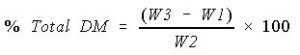 % Total DM = (W3 - W1) / W2 × 100